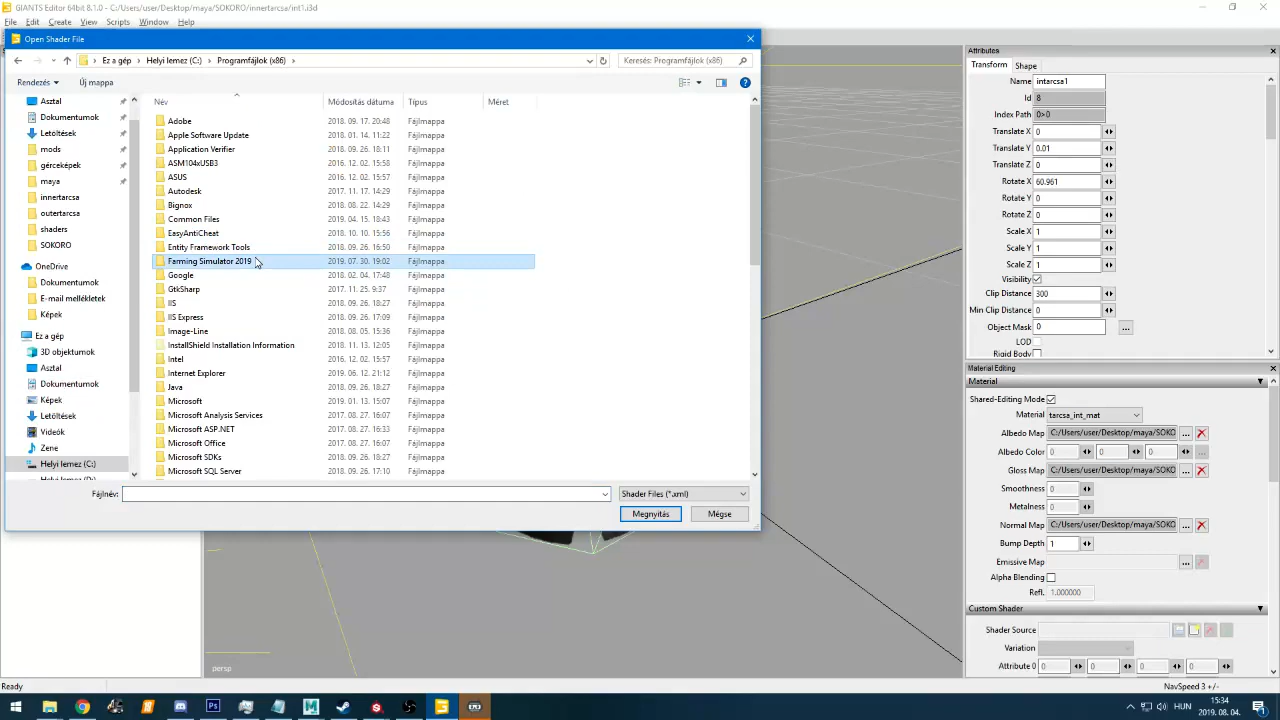 GIANTS Editor 64bit 8.1.0 - C:/Users/user/Desktop/maya/SOKORO/innertarcsa/int1.i3d
File Edit Create View Scripts Window Help
Open Shader File
Ez a gép › Helyi lemez (C:) › Programfájlok (x86) ›
Keresés: Programfájlok (x86)
Rendezés Új mappa
Asztal
Dokumentumok
Letöltések
mods
gérceképek
maya
innertarcsa
outertarcsa
shaders
SOKORO
OneDrive
Dokumentumok
E-mail mellékletek
Képek
Ez a gép
3D objektumok
Asztal
Dokumentumok
Képek
Letöltések
Videók
Zene
Helyi lemez (C:)
Név Módosítás dátuma Típus Méret
Adobe 2018. 09. 17. 20:48 Fájlmappa
Apple Software Update 2018. 01. 14. 11:22 Fájlmappa
Application Verifier 2018. 09. 26. 18:11 Fájlmappa
ASM104xUSB3 2016. 12. 02. 15:58 Fájlmappa
ASUS 2016. 12. 02. 15:57 Fájlmappa
Autodesk 2017. 11. 17. 14:29 Fájlmappa
Bignox 2018. 08. 22. 14:29 Fájlmappa
Common Files 2019. 04. 15. 18:43 Fájlmappa
EasyAntiCheat 2018. 10. 10. 15:56 Fájlmappa
Entity Framework Tools 2018. 09. 26. 16:50 Fájlmappa
Farming Simulator 2019 2019. 07. 30. 19:02 Fájlmappa
Google 2018. 02. 04. 17:48 Fájlmappa
GtkSharp 2017. 11. 25. 9:37 Fájlmappa
IIS 2018. 09. 26. 18:27 Fájlmappa
IIS Express 2018. 09. 26. 17:09 Fájlmappa
Image-Line 2018. 08. 05. 15:36 Fájlmappa
InstallShield Installation Information 2018. 11. 13. 12:05 Fájlmappa
Intel 2016. 12. 02. 15:57 Fájlmappa
Internet Explorer 2019. 06. 12. 21:12 Fájlmappa
Java 2018. 09. 26. 18:27 Fájlmappa
Microsoft 2019. 01. 13. 15:07 Fájlmappa
Microsoft Analysis Services 2017. 08. 27. 16:07 Fájlmappa
Microsoft ASP.NET 2017. 08. 27. 16:33 Fájlmappa
Microsoft Office 2017. 08. 27. 16:07 Fájlmappa
Microsoft SDKs 2018. 09. 26. 18:27 Fájlmappa
Microsoft SQL Server 2018. 09. 26. 17:10 Fájlmappa
Fájlnév: Shader Files (*.xml)
Megnyitás Mégse
persp
Attributes
Transform Shape
Name intarcsa1
Id 8
Index Path 0>0
Translate X 0
Translate Y 0.01
Translate Z 0
Rotate X 60.961
Rotate Y 0
Rotate Z 0
Scale X 1
Scale Y 1
Scale Z 1
Visibility
Clip Distance 300
Min Clip Distance 0
Object Mask 0 ...
LOD
Rigid Body
Material Editing
Material
Shared-Editing Mode
Material tarcsa_int_mat
Albedo Map C:/Users/user/Desktop/maya/SOKO ...
Albedo Color 0 0 0 ...
Gloss Map C:/Users/user/Desktop/maya/SOKO ...
Smoothness 0
Metalness 0
Normal Map C:/Users/user/Desktop/maya/SOKO ...
Bump Depth 1
Emissive Map ...
Alpha Blending
Refl. 1.000000
Custom Shader
Shader Source
Variation
Attribute 0 0 0 0 0
Ready
NavSpeed 3 +/-
HUN
15:34
2019. 08. 04.
1